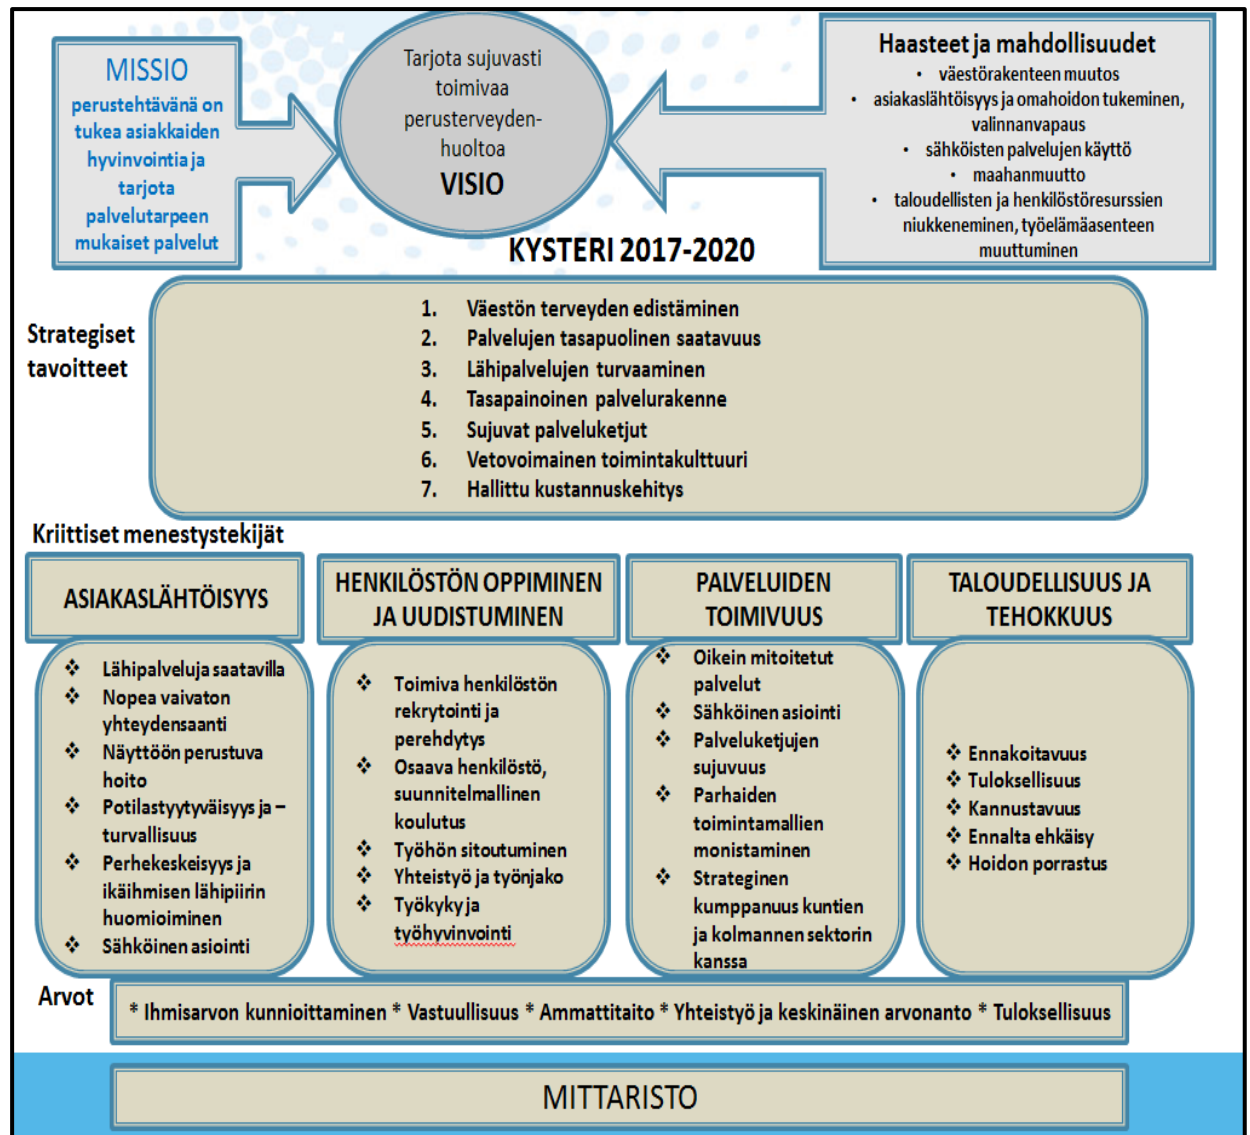 MISSIO
perustehtävänä on
tukea asiakkaiden
hyvinvointia ja
tarjota
palvelutarpeen
mukaiset palvelut
Tarjota sujuvasti
toimivaa
perusterveyden-
huoltoa
VISIO
Haasteet ja mahdollisuudet
• väestörakenteen muutos
• asiakaslähtöisyys ja omahoidon tukeminen,
valinnanvapaus
• sähköisten palvelujen käyttö
• maahanmuutto
• taloudellisten ja henkilöstöresurssien
niukkeneminen, työelämäasenteen
muuttuminen
KYSTERI 2017-2020
Strategiset
tavoitteet
1. Väestön terveyden edistäminen
2. Palvelujen tasapuolinen saatavuus
3. Lähipalvelujen turvaaminen
4. Tasapainoinen palvelurakenne
5. Sujuvat palveluketjut
6. Vetovoimainen toimintakulttuuri
7. Hallittu kustannuskehitys
Kriittiset menestystekijät
ASIAKASLÄHTÖISYYS
❖ Lähipalveluja saatavilla
❖ Nopea vaivaton
yhteydensaanti
❖ Näyttöön perustuva
hoito
❖ Potilastyytyväisyys ja –
turvallisuus
❖ Perhekeskeisyys ja
ikäihmisen lähipiirin
huomioiminen
❖ Sähköinen asiointi
HENKILÖSTÖN OPPIMINEN
JA UUDISTUMINEN
❖ Toimiva henkilöstön
rekrytointi ja
perehdytys
❖ Osaava henkilöstö,
suunnitelmallinen
koulutus
❖ Työhön sitoutuminen
❖ Yhteistyö ja työnjako
❖ Työkyky ja
työhyvinvointi
PALVELUIDEN
TOIMIVUUS
❖ Oikein mitoitetut
palvelut
❖ Sähköinen asiointi
❖ Palveluketjujen
sujuvuus
❖ Parhaiden
toimintamallien
monistaminen
❖ Strateginen
kumppanuus kuntien
ja kolmannen sektorin
kanssa
TALOUDELLISUUS JA
TEHOKKUUS
❖ Ennakoitavuus
❖ Tuloksellisuus
❖ Kannustavuus
❖ Ennalta ehkäisy
❖ Hoidon porrastus
Arvot
* Ihmisarvon kunnioittaminen * Vastuullisuus * Ammattitaito * Yhteistyö ja keskinäinen arvonanto * Tuloksellisuus
MITTARISTO